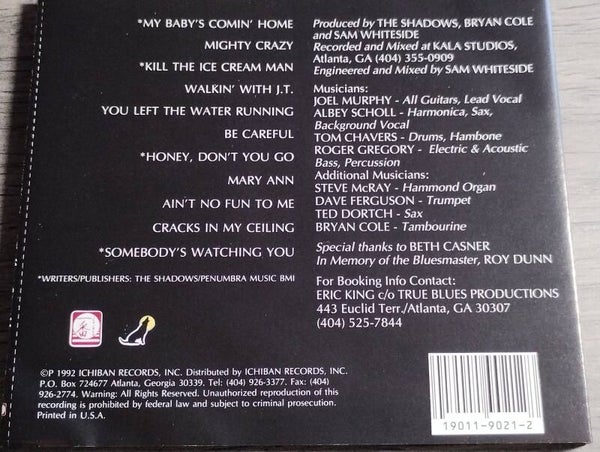 *MY BABY'S COMIN' HOME
MIGHTY CRAZY
*KILL THE ICE CREAM MAN
WALKIN' WITH J.T.
YOU LEFT THE WATER RUNNING
BE CAREFUL
*HONEY, DON'T YOU GO
MARY ANN
AIN'T NO FUN TO ME
CRACKS IN MY CEILING
*SOMEBODY'S WATCHING YOU
*WRITERS/PUBLISHERS: THE SHADOWS/PENUMBRA MUSIC BMI
Produced by THE SHADOWS, BRYAN COLE
and SAM WHITESIDE
Recorded and Mixed at KALA STUDIOS,
Atlanta, GA (404) 355-0909
Engineered and Mixed by SAM WHITESIDE
Musicians:
JOEL MURPHY - All Guitars, Lead Vocal
ALBEY SCHOLL - Harmonica, Sax,
Background Vocal
TOM CHAVERS - Drums, Hambone
ROGER GREGORY - Electric & Acoustic
Bass, Percussion
Additional Musicians:
STEVE McRAY - Hammond Organ
DAVE FERGUSON - Trumpet
TED DORTCH - Sax
BRYAN COLE - Tambourine
Special thanks to BETH CASNER
In Memory of the Bluesmaster, ROY DUNN
For Booking Info Contact:
ERIC KING c/o TRUE BLUES PRODUCTIONS
443 Euclid Terr./Atlanta, GA 30307
(404) 525-7844
©P 1992 ICHIBAN RECORDS, INC. Distributed by ICHIBAN RECORDS, INC.
P.O. Box 724677 Atlanta, Georgia 30339. Tel: (404) 926-3377. Fax: (404)
926-2774. Warning: All Rights Reserved. Unauthorized reproduction of this
recording is prohibited by federal law and subject to criminal prosecution.
Printed in U.S.A.
19011-9021-2